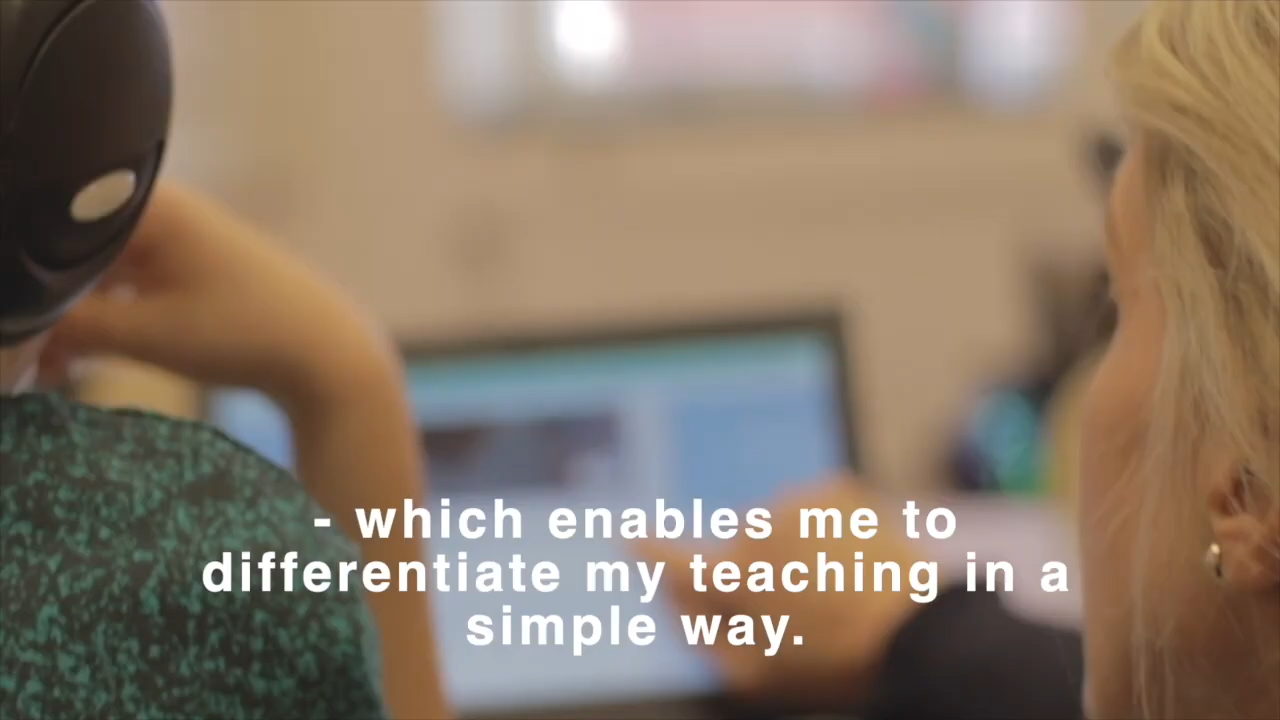 - which enables me to
differentiate my teaching in a
simple way.